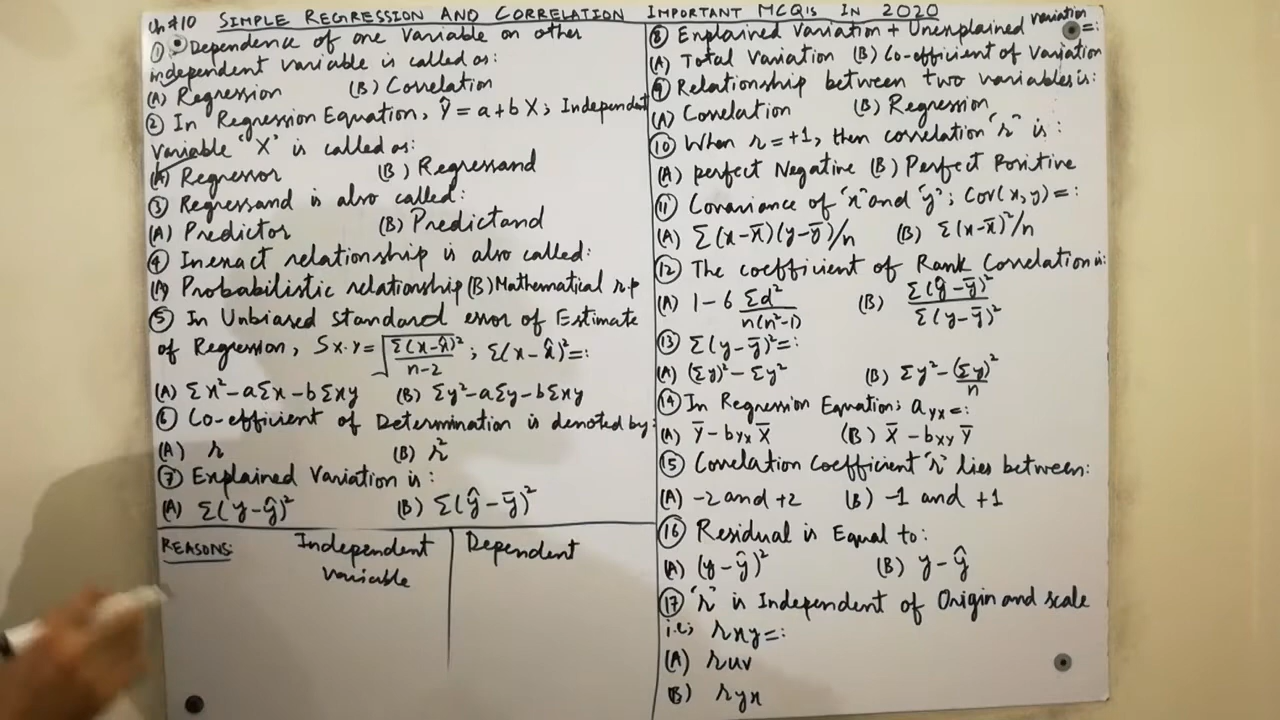 Ch #10 SIMPLE REGRESSION AND CORRELATION IMPORTANT MCQ'S IN 2020
① Dependence of one variable on other
independent variable is called as:
(A) Regression (B) Correlation
② In Regression Equation, Ŷ = a + b X; Independent
variable "X" is called as:
(A) Regressor (B) Regressand
③ Regressand is also called:
(A) Predictor (B) Predictand
④ Inexact relationship is also called:
(A) Probabilistic relationship (B) Mathematical r.p
⑤ In Unbiased Standard error of Estimate
of Regression, Sx.y = √Σ(x-x̂)²/n-2 ; Σ(x-x̂)²=:
(A) Σx²-aΣx-bΣxy (B) Σy²-aΣy-bΣxy
⑥ Co-efficient of Determination is denoted by:
(A) r (B) r²
⑦ Explained Variation is:
(A) Σ(y-ŷ)² (B) Σ(ŷ-ȳ)²
REASONS: Independent Dependent
variable
⑧ Explained Variation + Unexplained variation =:
(A) Total Variation (B) Co-efficient of Variation
⑨ Relationship between two variables is:
(A) Correlation (B) Regression
⑩ When r = +1, then correlation "r" is:
(A) perfect Negative (B) Perfect Positive
⑪ Covariance of "x" and "y"; Cov(x,y)=:
(A) Σ(x-x̄)(y-ȳ)/n (B) Σ(x-x̄)²/n
⑫ The coefficient of Rank Correlation is:
(A) 1-6 Σd²/n(n²-1) (B) Σ(ŷ-ȳ)²/Σ(y-ȳ)²
⑬ Σ(y-ȳ)²=:
(A) (Σy)²-Σy² (B) Σy²-(Σy)²/n
⑭ In Regression Equation; ayx=:
(A) Ȳ-byx X̄ (B) X̄-bxy Ȳ
⑮ Correlation Coefficient "r" lies between:
(A) -2 and +2 (B) -1 and +1
⑯ Residual is Equal to:
(A) (y-ŷ)² (B) y-ŷ
⑰ "r" is Independent of Origin and scale
i.e; rxy=:
(A) ruv
(B) ryx